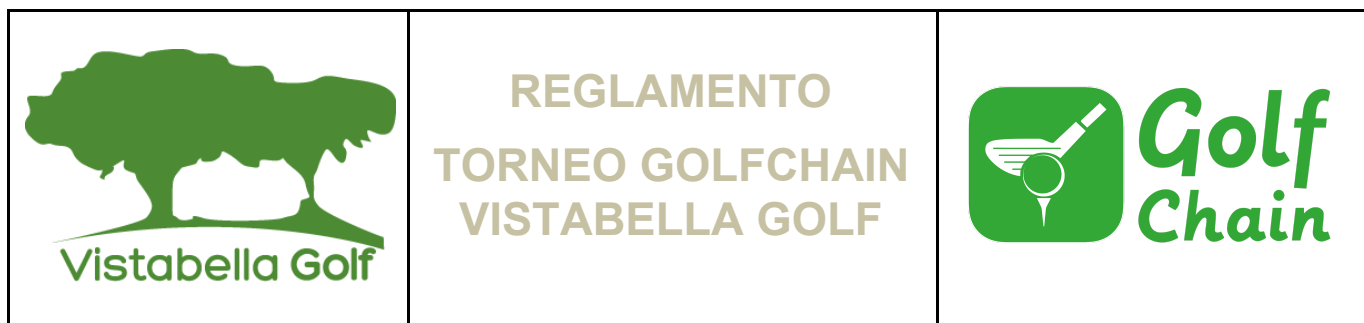 Vistabella Golf
REGLAMENTO
TORNEO GOLFCHAIN
VISTABELLA GOLF
Golf
Chain